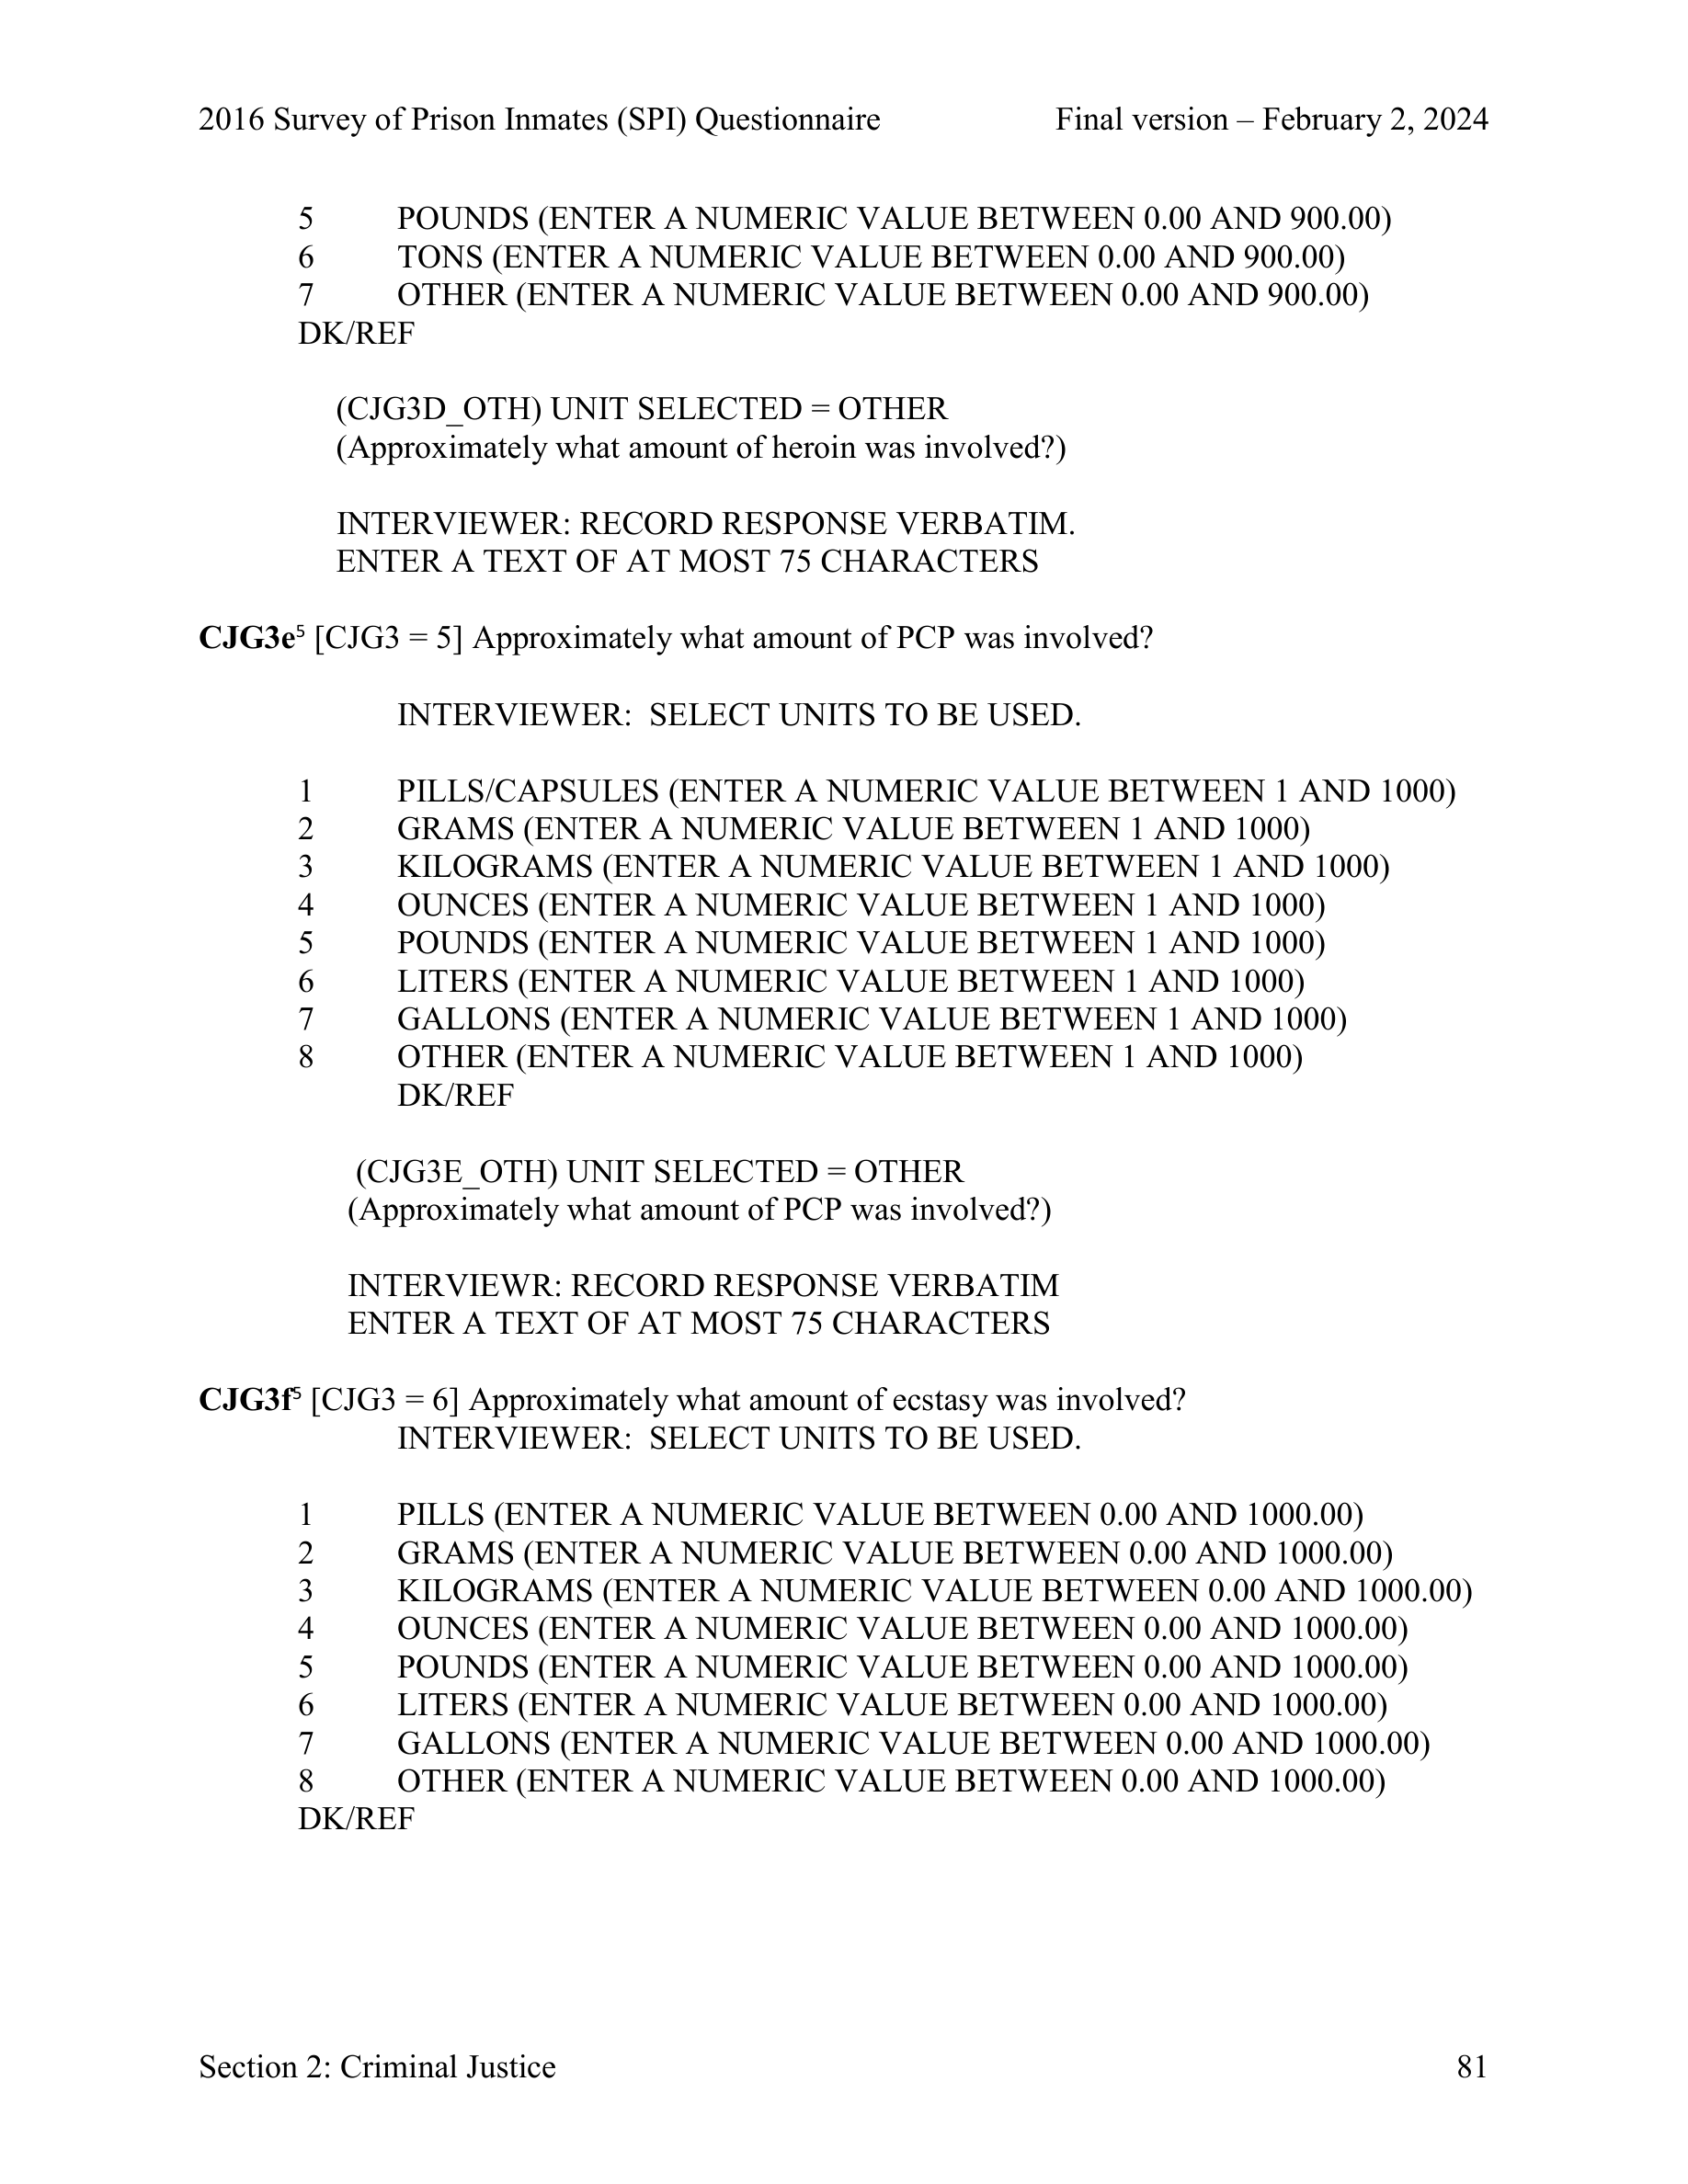 2016 Survey of Prison Inmates (SPI) Questionnaire Final version – February 2, 2024
5 POUNDS (ENTER A NUMERIC VALUE BETWEEN 0.00 AND 900.00)
6 TONS (ENTER A NUMERIC VALUE BETWEEN 0.00 AND 900.00)
7 OTHER (ENTER A NUMERIC VALUE BETWEEN 0.00 AND 900.00)
DK/REF
(CJG3D_OTH) UNIT SELECTED = OTHER
(Approximately what amount of heroin was involved?)
INTERVIEWER: RECORD RESPONSE VERBATIM.
ENTER A TEXT OF AT MOST 75 CHARACTERS
CJG3e⁵ [CJG3 = 5] Approximately what amount of PCP was involved?
INTERVIEWER: SELECT UNITS TO BE USED.
1 PILLS/CAPSULES (ENTER A NUMERIC VALUE BETWEEN 1 AND 1000)
2 GRAMS (ENTER A NUMERIC VALUE BETWEEN 1 AND 1000)
3 KILOGRAMS (ENTER A NUMERIC VALUE BETWEEN 1 AND 1000)
4 OUNCES (ENTER A NUMERIC VALUE BETWEEN 1 AND 1000)
5 POUNDS (ENTER A NUMERIC VALUE BETWEEN 1 AND 1000)
6 LITERS (ENTER A NUMERIC VALUE BETWEEN 1 AND 1000)
7 GALLONS (ENTER A NUMERIC VALUE BETWEEN 1 AND 1000)
8 OTHER (ENTER A NUMERIC VALUE BETWEEN 1 AND 1000)
DK/REF
(CJG3E_OTH) UNIT SELECTED = OTHER
(Approximately what amount of PCP was involved?)
INTERVIEWR: RECORD RESPONSE VERBATIM
ENTER A TEXT OF AT MOST 75 CHARACTERS
CJG3f⁵ [CJG3 = 6] Approximately what amount of ecstasy was involved?
INTERVIEWER: SELECT UNITS TO BE USED.
1 PILLS (ENTER A NUMERIC VALUE BETWEEN 0.00 AND 1000.00)
2 GRAMS (ENTER A NUMERIC VALUE BETWEEN 0.00 AND 1000.00)
3 KILOGRAMS (ENTER A NUMERIC VALUE BETWEEN 0.00 AND 1000.00)
4 OUNCES (ENTER A NUMERIC VALUE BETWEEN 0.00 AND 1000.00)
5 POUNDS (ENTER A NUMERIC VALUE BETWEEN 0.00 AND 1000.00)
6 LITERS (ENTER A NUMERIC VALUE BETWEEN 0.00 AND 1000.00)
7 GALLONS (ENTER A NUMERIC VALUE BETWEEN 0.00 AND 1000.00)
8 OTHER (ENTER A NUMERIC VALUE BETWEEN 0.00 AND 1000.00)
DK/REF
Section 2: Criminal Justice 81